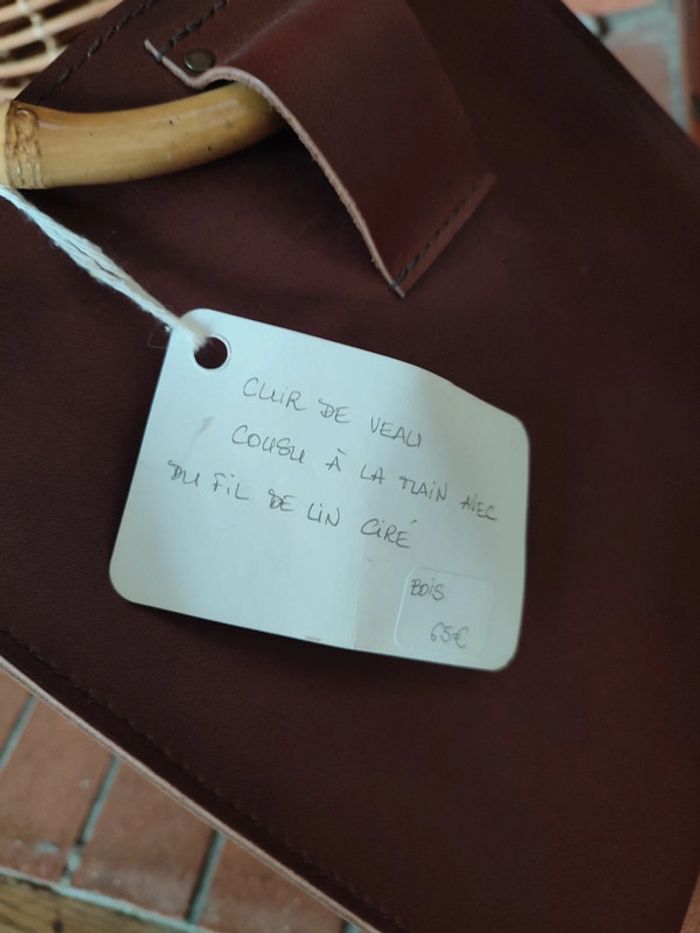 CUIR DE VEAU
COUSU À LA MAIN AVEC
DU FIL DE LIN CIRÉ
BOIS
65€